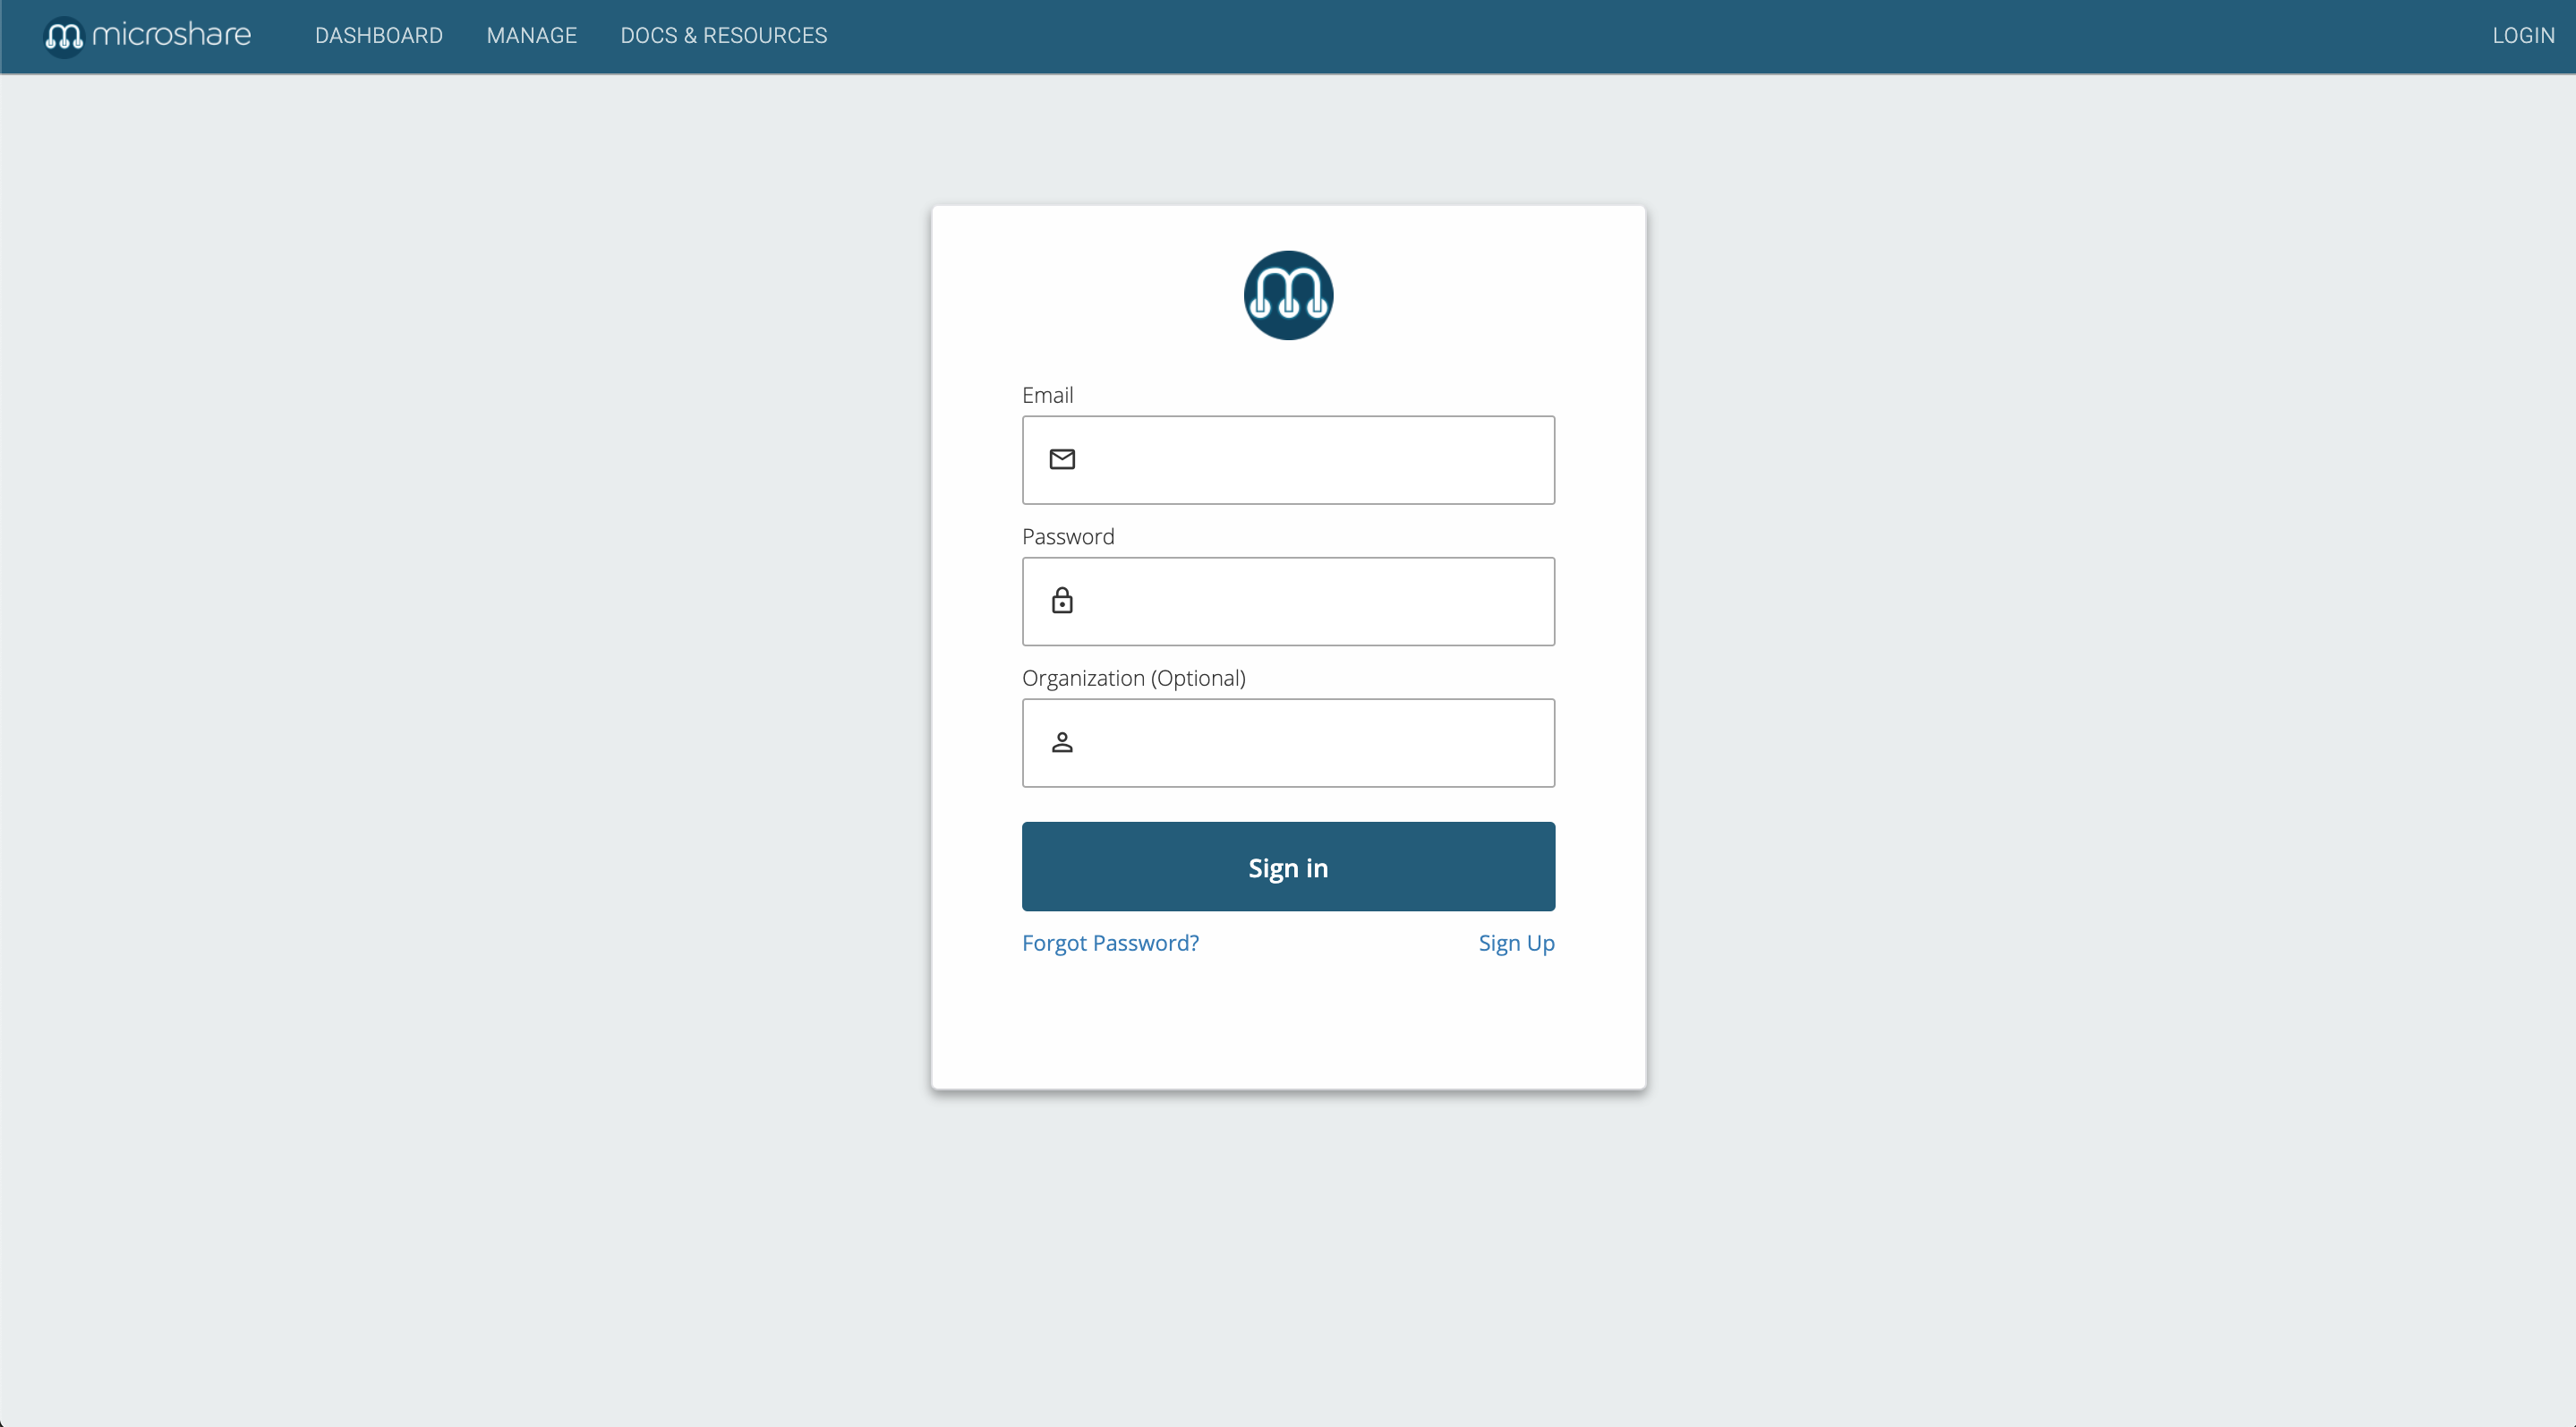 microshare DASHBOARD MANAGE DOCS & RESOURCES LOGIN
Email
Password
Organization (Optional)
Sign in
Forgot Password? Sign Up